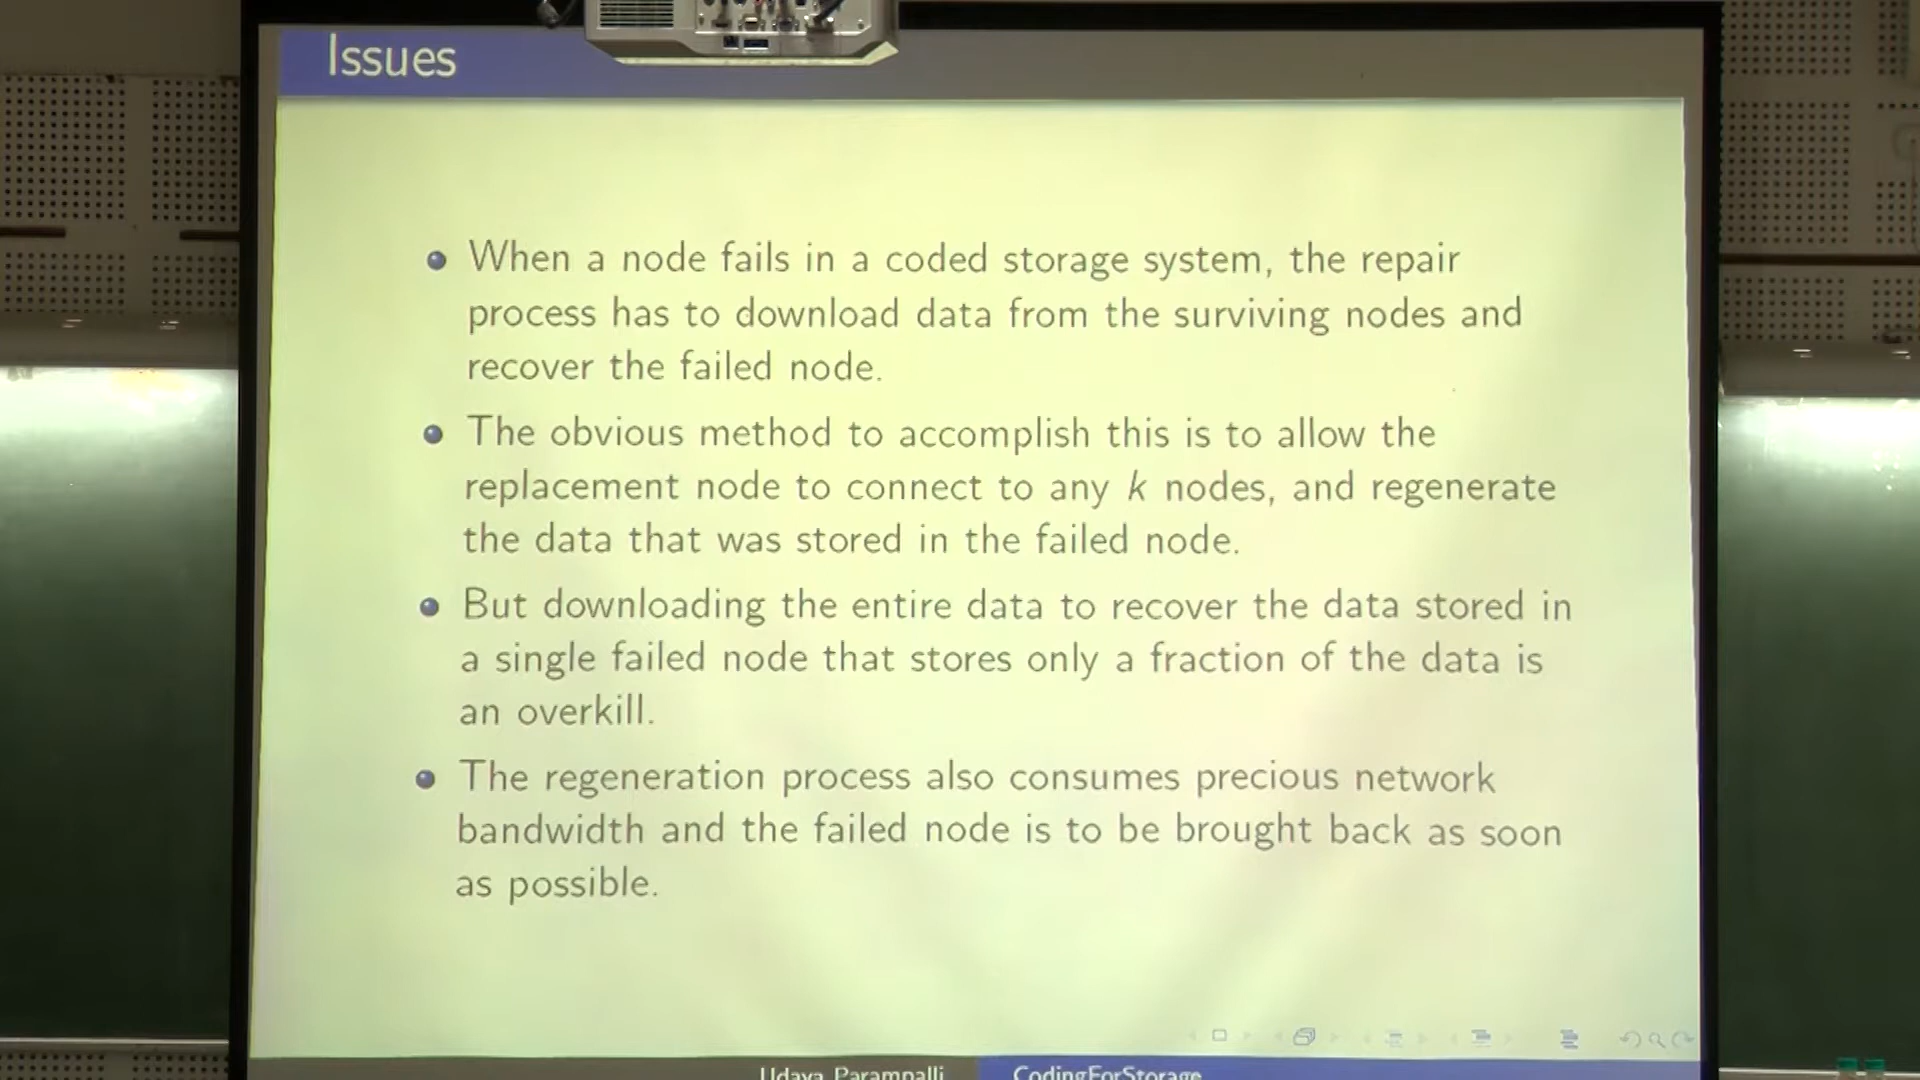 Issues
When a node fails in a coded storage system, the repair
process has to download data from the surviving nodes and
recover the failed node.
The obvious method to accomplish this is to allow the
replacement node to connect to any k nodes, and regenerate
the data that was stored in the failed node.
But downloading the entire data to recover the data stored in
a single failed node that stores only a fraction of the data is
an overkill.
The regeneration process also consumes precious network
bandwidth and the failed node is to be brought back as soon
as possible.
Udaya Parampalli CodingForStorage